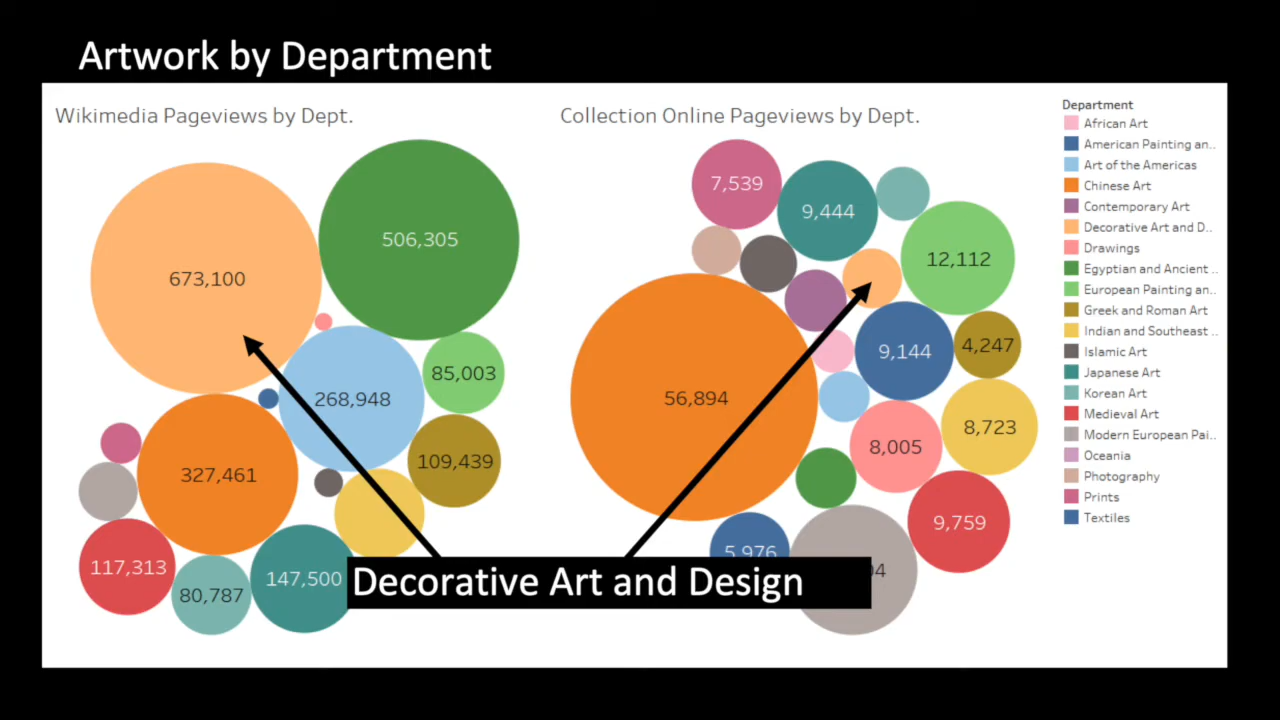 Artwork by Department
Wikimedia Pageviews by Dept.
673,100
506,305
268,948
85,003
327,461
109,439
117,313
80,787
147,500
Collection Online Pageviews by Dept.
7,539
9,444
12,112
9,144
4,247
56,894
8,723
8,005
9,759
5,976
04
Decorative Art and Design
Department
African Art
American Painting an..
Art of the Americas
Chinese Art
Contemporary Art
Decorative Art and D..
Drawings
Egyptian and Ancient ..
European Painting an..
Greek and Roman Art
Indian and Southeast ..
Islamic Art
Japanese Art
Korean Art
Medieval Art
Modern European Pai..
Oceania
Photography
Prints
Textiles